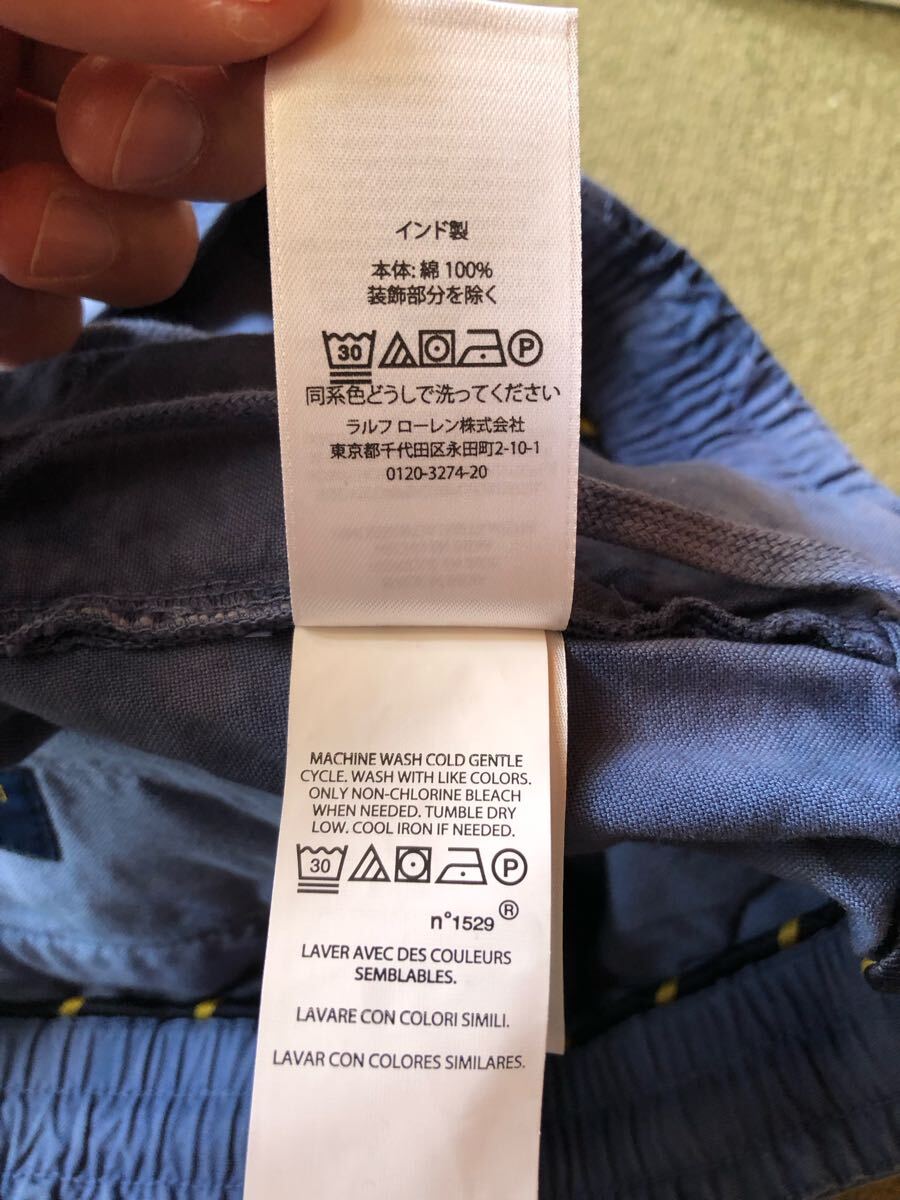 インド製
本体: 綿 100%
装飾部分を除く
30 P
同系色どうしで洗ってください
ラルフ ローレン株式会社
東京都千代田区永田町2-10-1
0120-3274-20
MACHINE WASH COLD GENTLE
CYCLE. WASH WITH LIKE COLORS.
ONLY NON-CHLORINE BLEACH
WHEN NEEDED. TUMBLE DRY
LOW. COOL IRON IF NEEDED.
30 P
n°1529 ®
LAVER AVEC DES COULEURS
SEMBLABLES.
LAVARE CON COLORI SIMILI.
LAVAR CON COLORES SIMILARES.